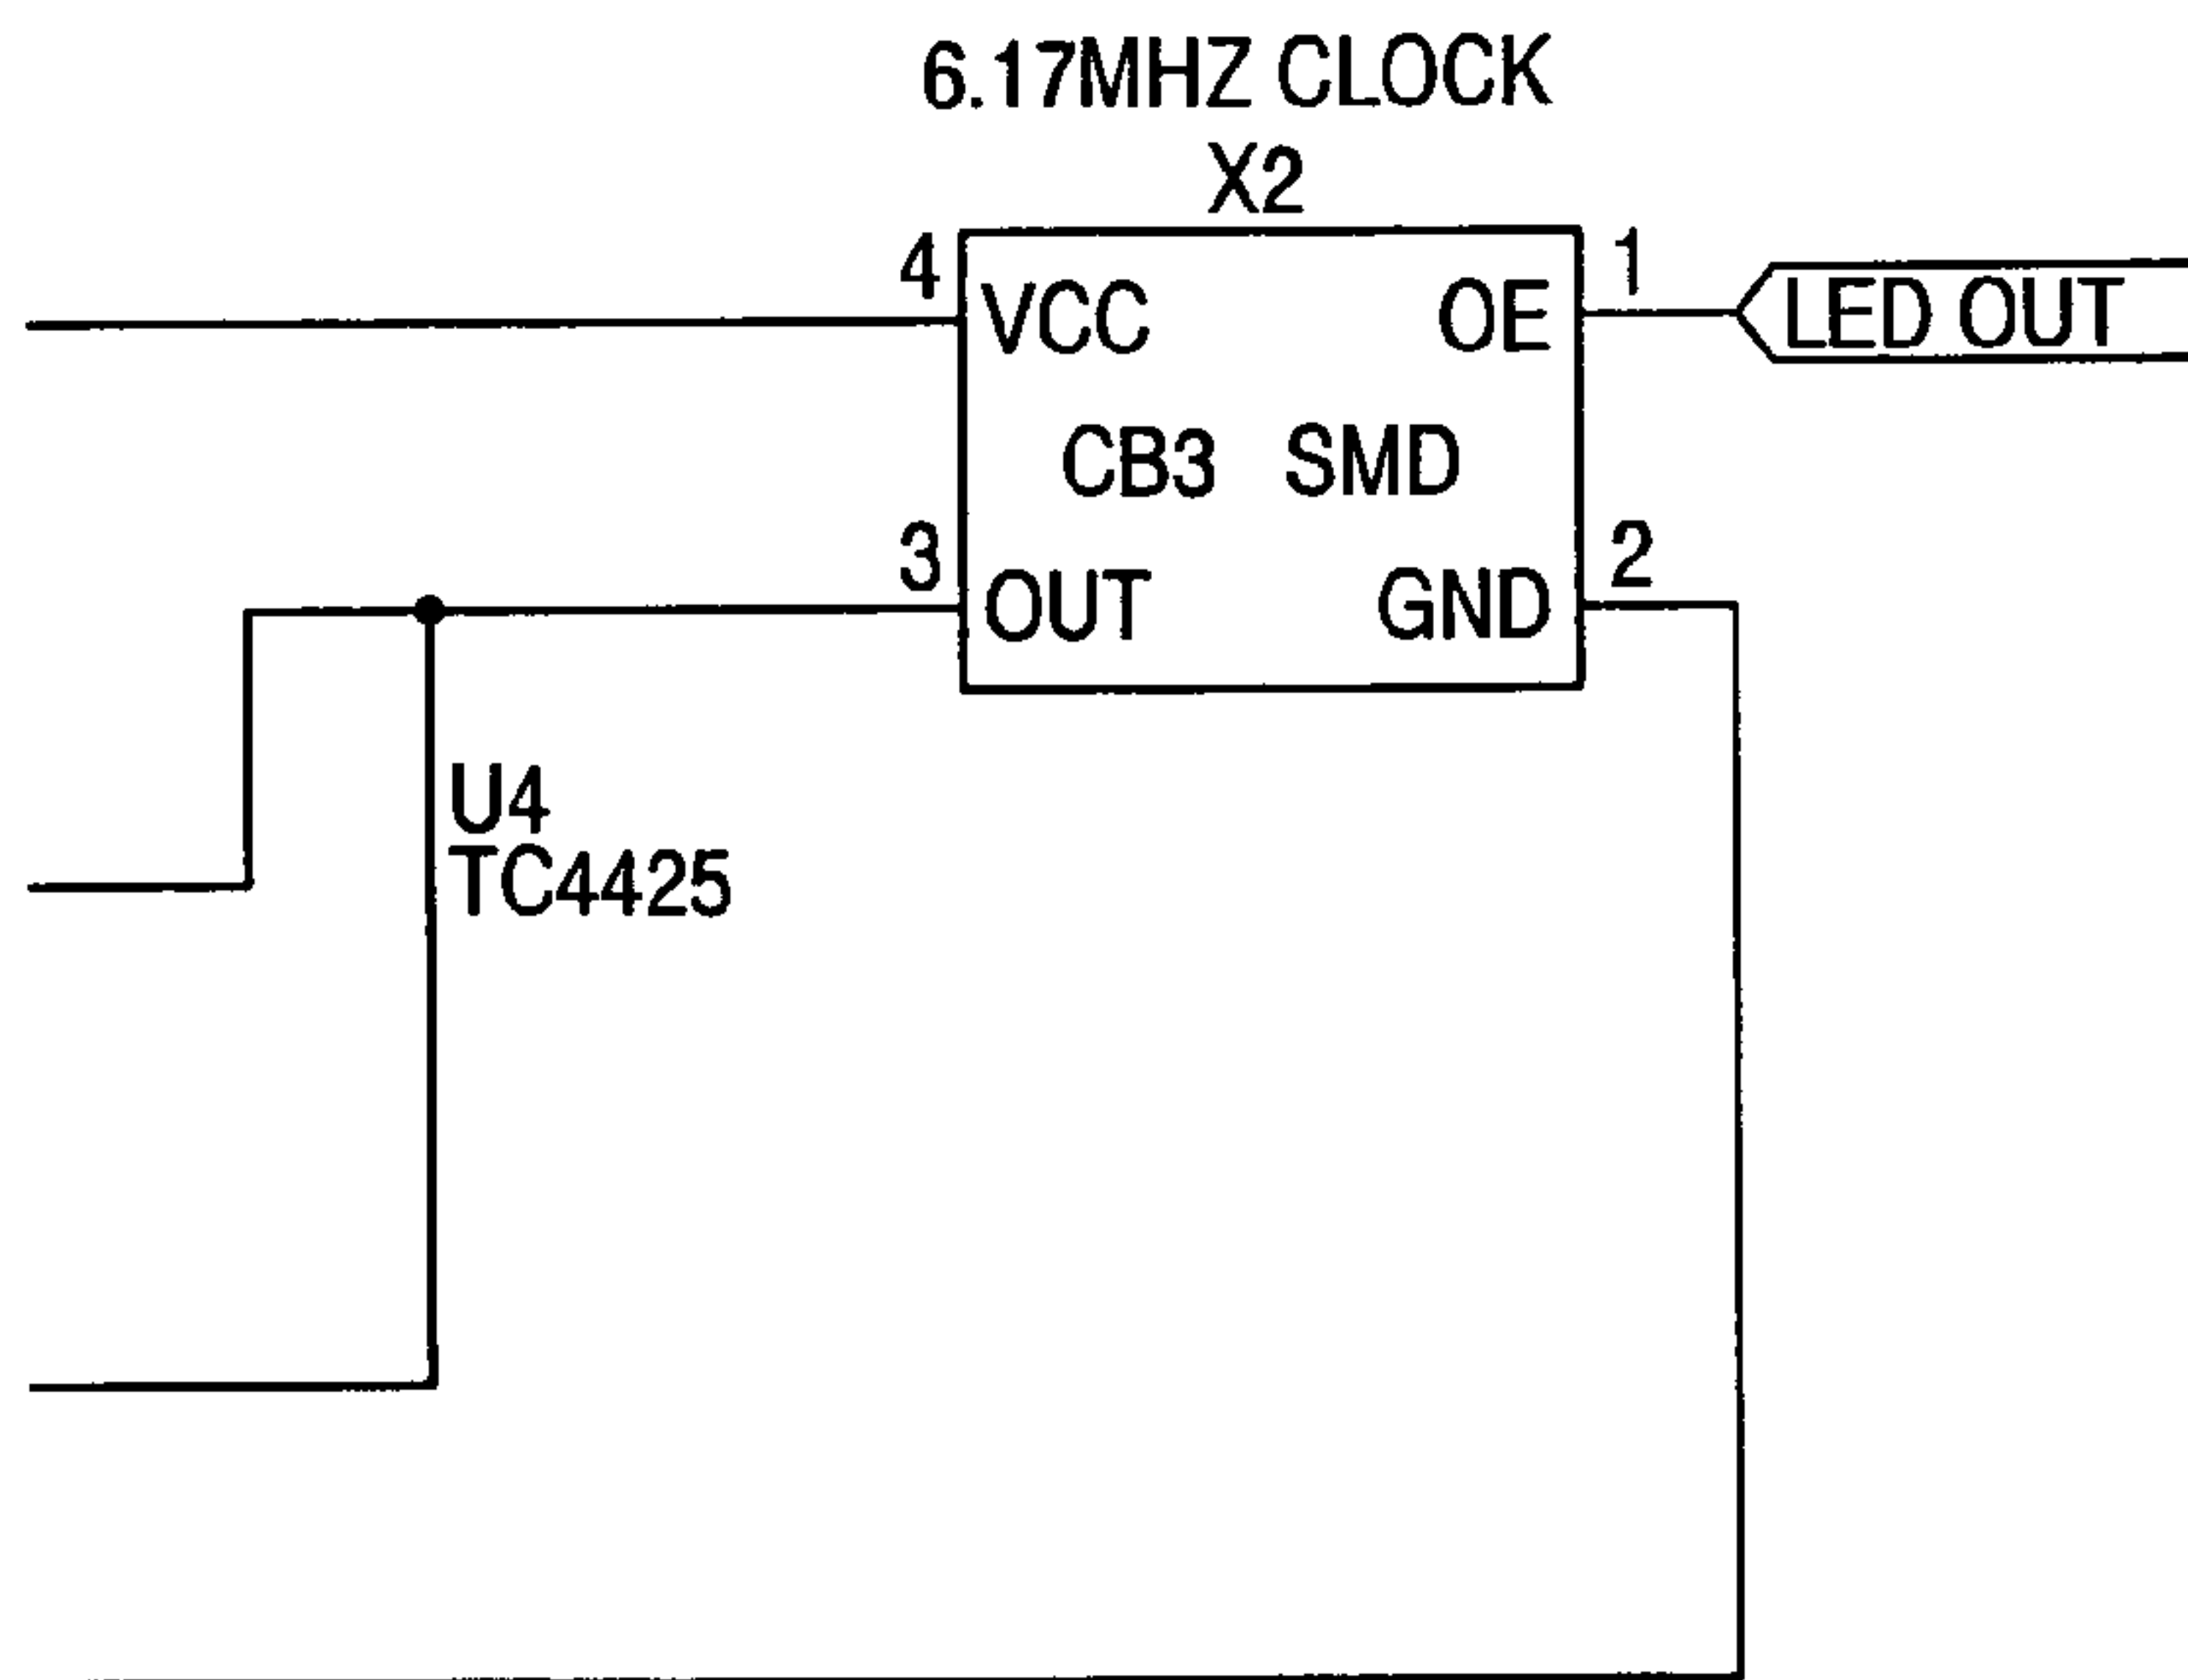 6.17MHZ CLOCK
X2
4
1
VCC
OE
LED OUT
CB3 SMD
3
2
OUT
GND
U4
TC4425